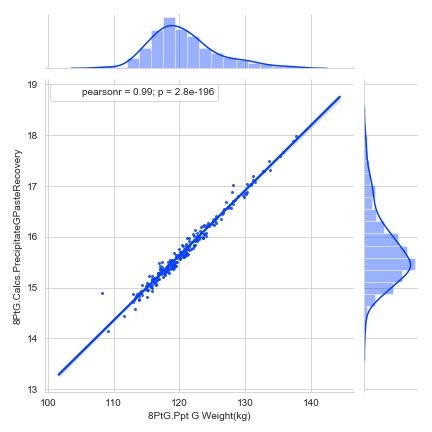 pearsonr = 0.99; p = 2.8e-196
19
18
17
16
15
14
13
8PtG.Calcs.PrecipitateGPasteRecovery
100 110 120 130 140
8PtG.Ppt G Weight(kg)